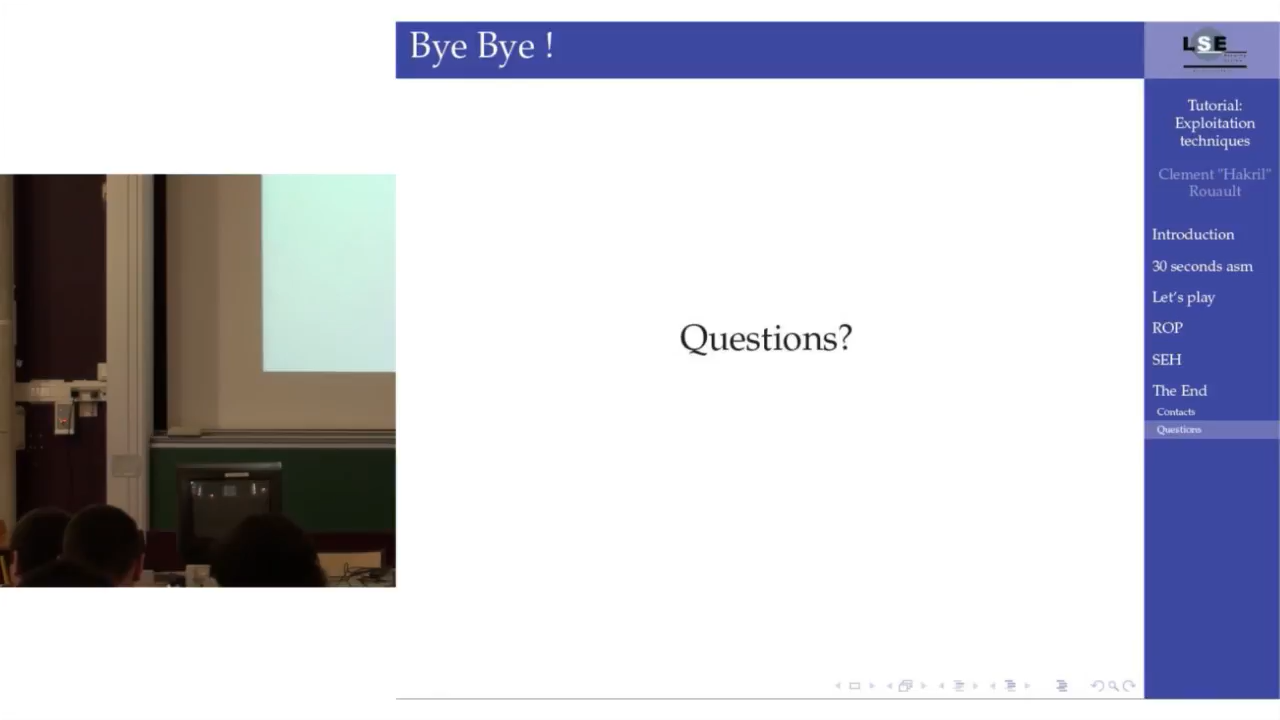 Bye Bye !
LSE
Tutorial:
Exploitation
techniques
Clement "Hakril"
Rouault
Introduction
30 seconds asm
Let's play
ROP
SEH
The End
Contacts
Questions
Questions?